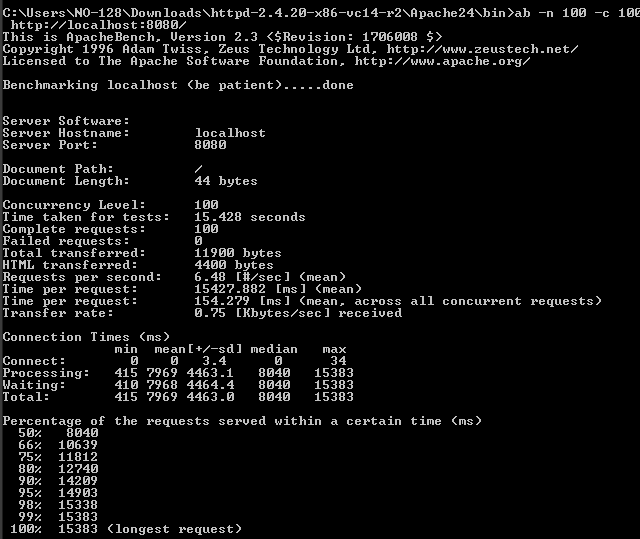 C:\Users\NO-128\Downloads\httpd-2.4.20-x86-vc14-r2\Apache24\bin>ab -n 100 -c 100
 http://localhost:8080/
This is ApacheBench, Version 2.3 <$Revision: 1706008 $>
Copyright 1996 Adam Twiss, Zeus Technology Ltd, http://www.zeustech.net/
Licensed to The Apache Software Foundation, http://www.apache.org/

Benchmarking localhost (be patient).....done


Server Software:
Server Hostname:        localhost
Server Port:            8080

Document Path:          /
Document Length:        44 bytes

Concurrency Level:      100
Time taken for tests:   15.428 seconds
Complete requests:      100
Failed requests:        0
Total transferred:      11900 bytes
HTML transferred:       4400 bytes
Requests per second:    6.48 [#/sec] (mean)
Time per request:       15427.882 [ms] (mean)
Time per request:       154.279 [ms] (mean, across all concurrent requests)
Transfer rate:          0.75 [Kbytes/sec] received

Connection Times (ms)
              min  mean[+/-sd] median   max
Connect:        0    0   3.4      0      34
Processing:   415 7969 4463.1   8040   15383
Waiting:      410 7968 4464.4   8040   15383
Total:        415 7969 4463.0   8040   15383

Percentage of the requests served within a certain time (ms)
  50%   8040
  66%  10639
  75%  11812
  80%  12740
  90%  14209
  95%  14903
  98%  15338
  99%  15383
 100%  15383 (longest request)